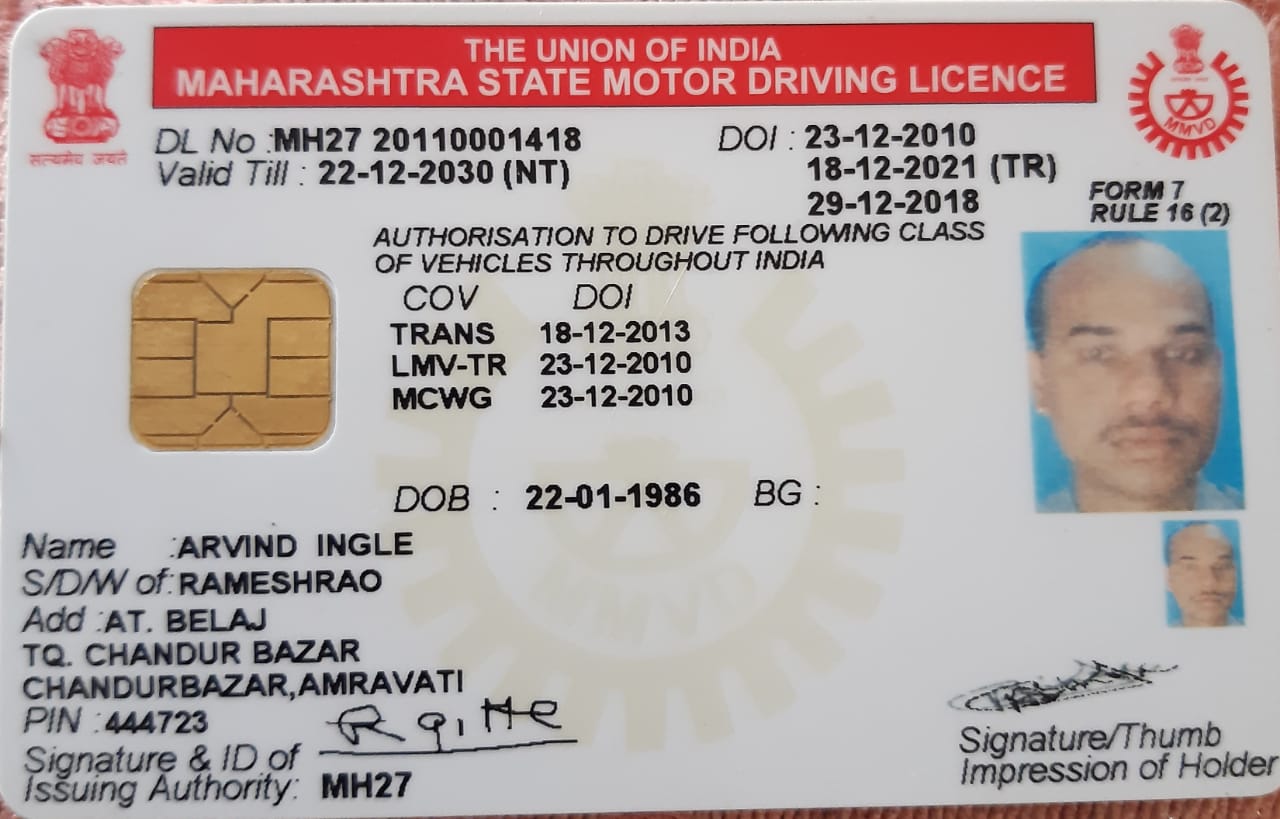 THE UNION OF INDIA
MAHARASHTRA STATE MOTOR DRIVING LICENCE
सत्यमेव जयते
MMVD
DL No :MH27 20110001418 DOI : 23-12-2010
Valid Till : 22-12-2030 (NT) 18-12-2021 (TR)
29-12-2018
FORM 7
RULE 16 (2)
AUTHORISATION TO DRIVE FOLLOWING CLASS
OF VEHICLES THROUGHOUT INDIA
COV DOI
TRANS 18-12-2013
LMV-TR 23-12-2010
MCWG 23-12-2010
DOB : 22-01-1986 BG :
MMVD
Name :ARVIND INGLE
S/D/W of:RAMESHRAO
Add :AT. BELAJ
TQ. CHANDUR BAZAR
CHANDURBAZAR,AMRAVATI
PIN :444723
Signature & ID of
Issuing Authority: MH27
Signature/Thumb
Impression of Holder